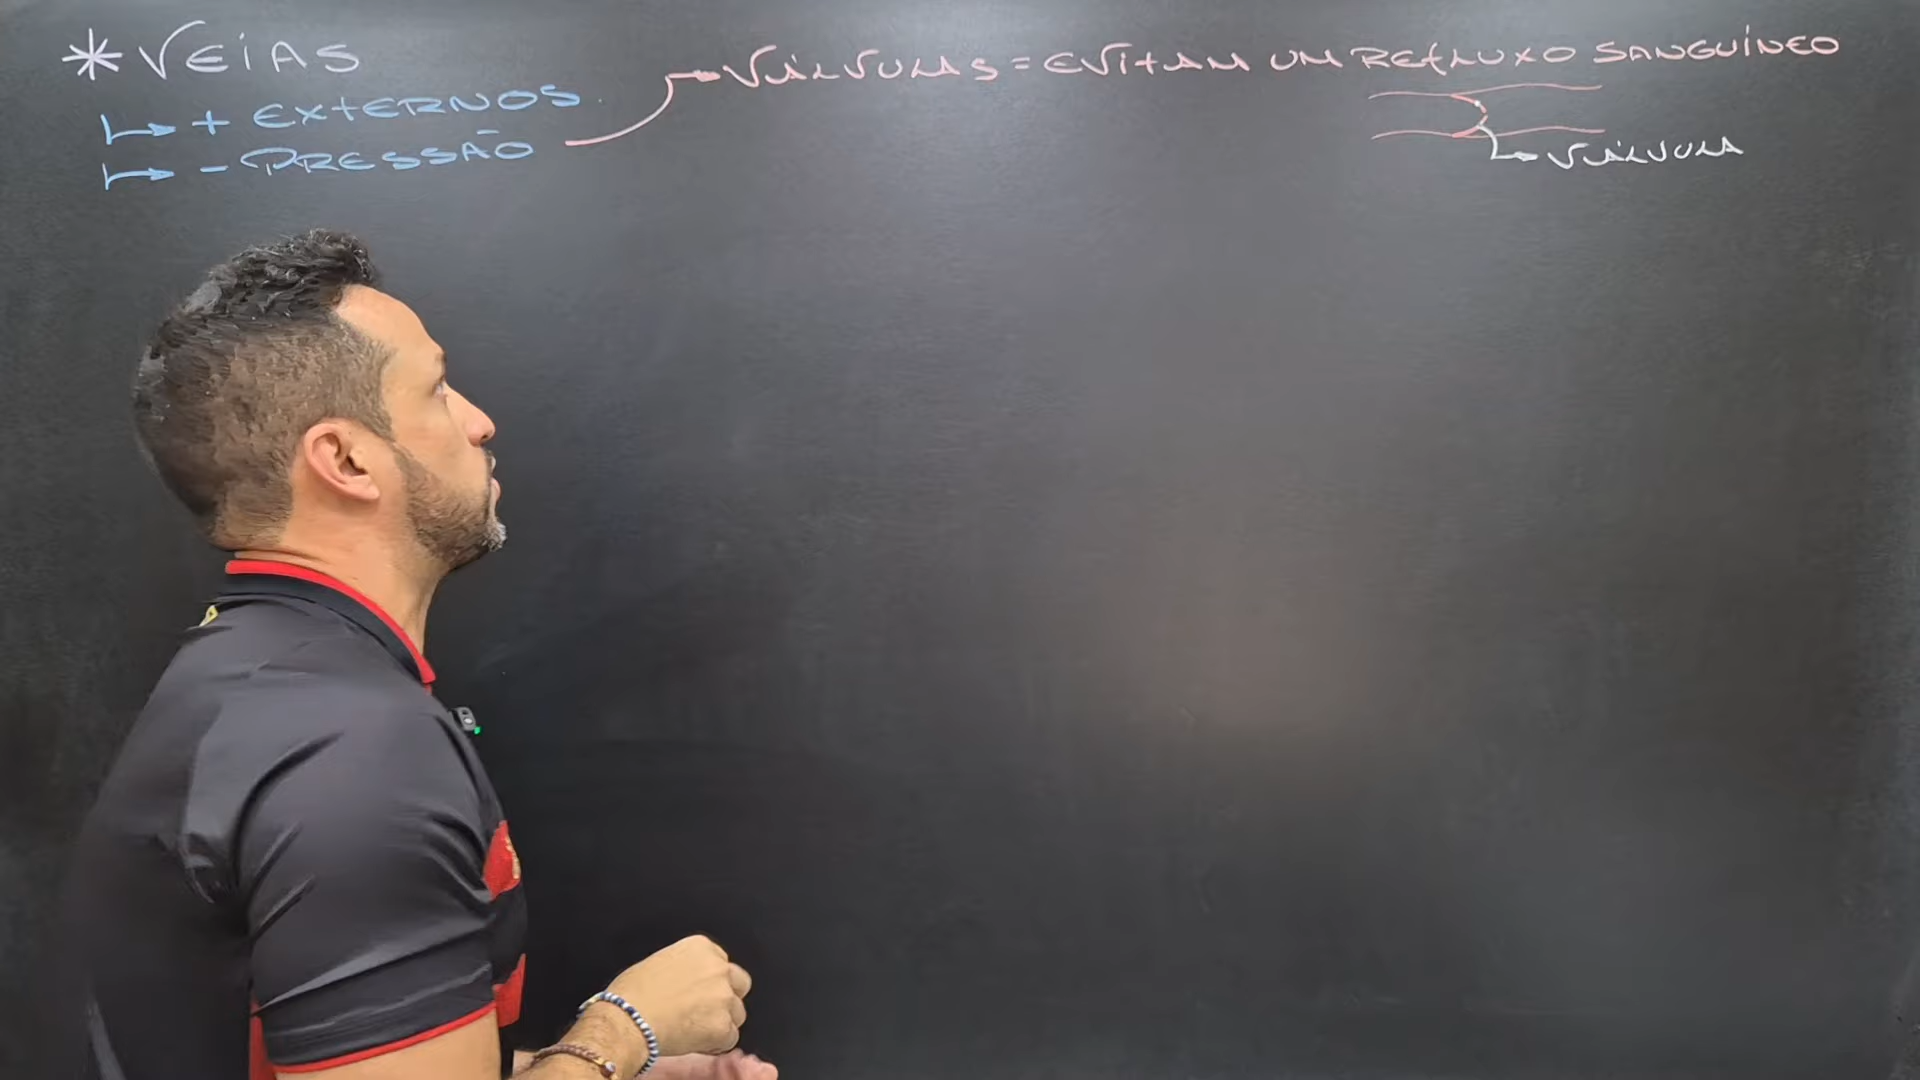 * VEIAS
→ + EXTERNOS
→ - PRESSÃO → VÁLVULAS = EVITAM UM REFLUXO SANGUÍNEO
→ VÁLVULA